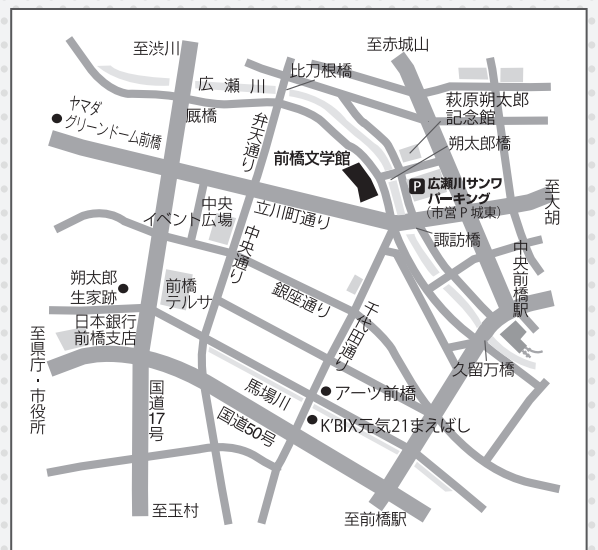 至渋川
至赤城山
広瀬川
比刀根橋
ヤマダ
グリーンドーム前橋
厩橋
萩原朔太郎
記念館
弁天通り
朔太郎橋
前橋文学館
P 広瀬川サンワ
パーキング
(市営P城東)
至大胡
中央
イベント広場
立川町通り
諏訪橋
中央通り
中央前橋駅
朔太郎
生家跡
前橋
テルサ
銀座通り
千代田通り
日本銀行
前橋支店
至県庁・市役所
久留万橋
国道17号
馬場川
アーツ前橋
国道50号
K'BIX元気21まえばし
至玉村
至前橋駅